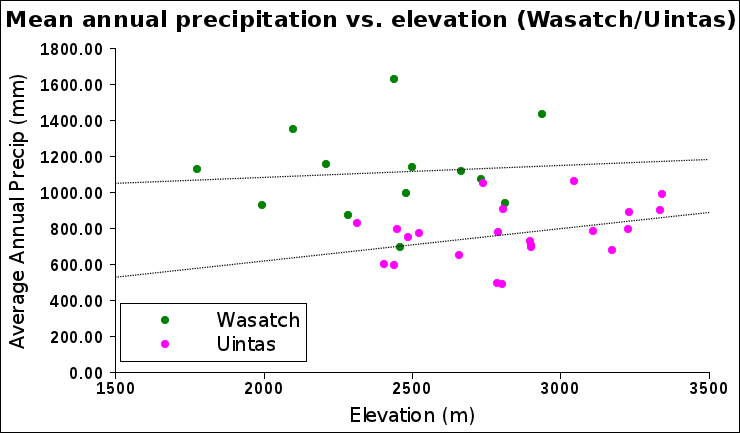 Mean annual precipitation vs. elevation (Wasatch/Uintas)
1800.00
1600.00
1400.00
1200.00
1000.00
800.00
600.00
400.00
200.00
0.00
Average Annual Precip (mm)
Wasatch
Uintas
1500 2000 2500 3000 3500
Elevation (m)